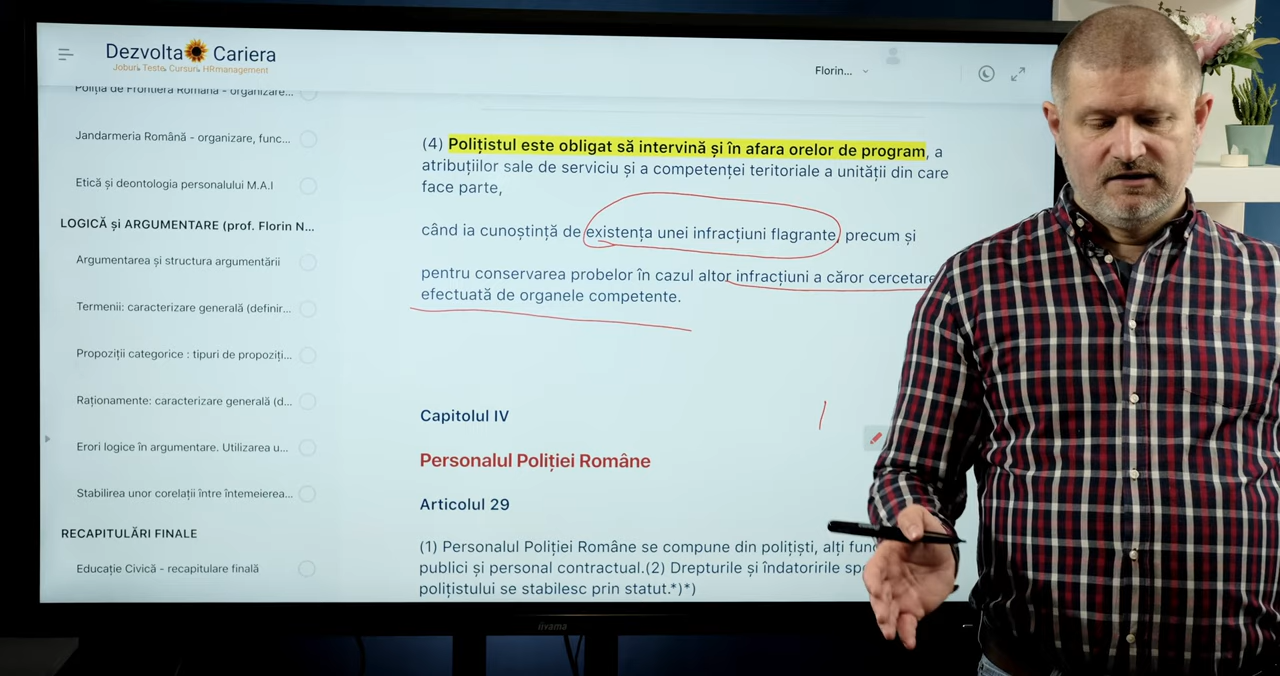 Dezvolta Cariera
Joburi. Teste. Cursuri. HRmanagement
Florin...
Poliția de Frontieră Română - organizare...
Jandarmeria Română - organizare, func...
Etică și deontologia personalului M.A.I
LOGICĂ și ARGUMENTARE (prof. Florin N...
Argumentarea și structura argumentării
Termenii: caracterizare generală (definir...
Propoziții categorice : tipuri de propoziți...
Raționamente: caracterizare generală (d...
Erori logice în argumentare. Utilizarea u...
Stabilirea unor corelații între întemeierea...
RECAPITULĂRI FINALE
Educație Civică - recapitulare finală
(4) Polițistul este obligat să intervină și în afara orelor de program, a
atribuțiilor sale de serviciu și a competenței teritoriale a unității din care
face parte,
când ia cunoștință de existența unei infracțiuni flagrante, precum și
pentru conservarea probelor în cazul altor infracțiuni a căror cercetare
efectuată de organele competente.
Capitolul IV
Personalul Poliției Române
Articolul 29
(1) Personalul Poliției Române se compune din polițiști, alți func
publici și personal contractual.(2) Drepturile și îndatoririle spe
polițistului se stabilesc prin statut.*)*)
iiyama